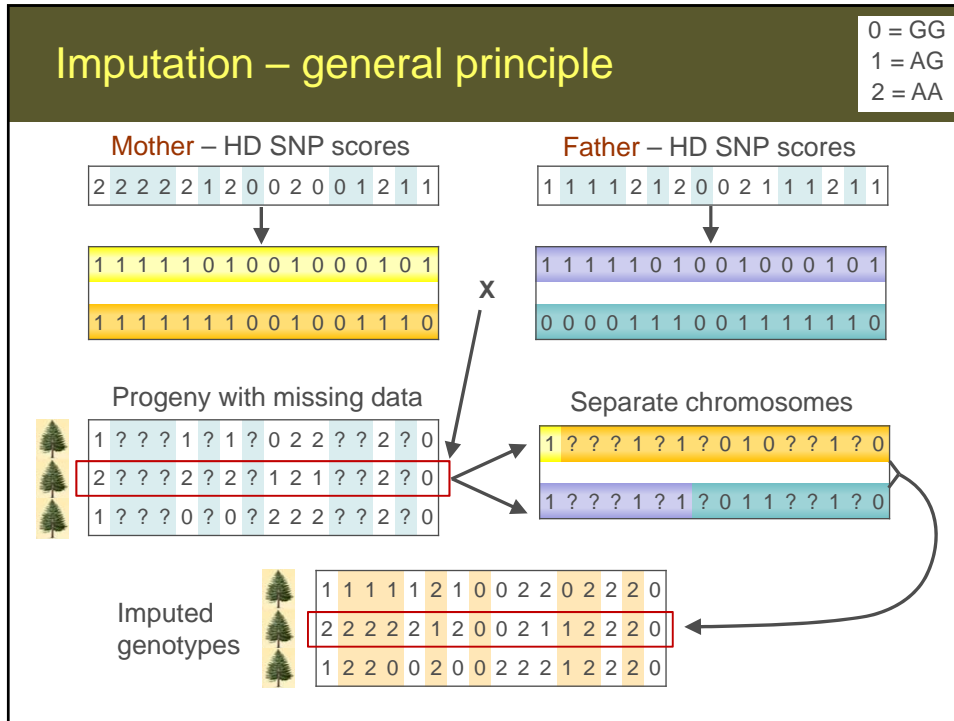 Imputation – general principle
0 = GG
1 = AG
2 = AA
Mother – HD SNP scores
2 2 2 2 2 1 2 0 0 2 0 0 1 2 1 1
Father – HD SNP scores
1 1 1 1 2 1 2 0 0 2 1 1 1 2 1 1
1 1 1 1 1 0 1 0 0 1 0 0 0 1 0 1
1 1 1 1 1 1 1 0 0 1 0 0 1 1 1 0
1 1 1 1 1 0 1 0 0 1 0 0 0 1 0 1
0 0 0 0 1 1 1 0 0 1 1 1 1 1 1 0
X
Progeny with missing data
1 ? ? ? 1 ? 1 ? 0 2 2 ? ? 2 ? 0
2 ? ? ? 2 ? 2 ? 1 2 1 ? ? 2 ? 0
1 ? ? ? 0 ? 0 ? 2 2 2 ? ? 2 ? 0
Separate chromosomes
1 ? ? ? 1 ? 1 ? 0 1 0 ? ? 1 ? 0
1 ? ? ? 1 ? 1 ? 0 1 1 ? ? 1 ? 0
Imputed
genotypes
1 1 1 1 1 2 1 0 0 2 2 0 2 2 2 0
2 2 2 2 2 1 2 0 0 2 1 1 2 2 2 0
1 2 2 0 0 2 0 0 2 2 2 1 2 2 2 0